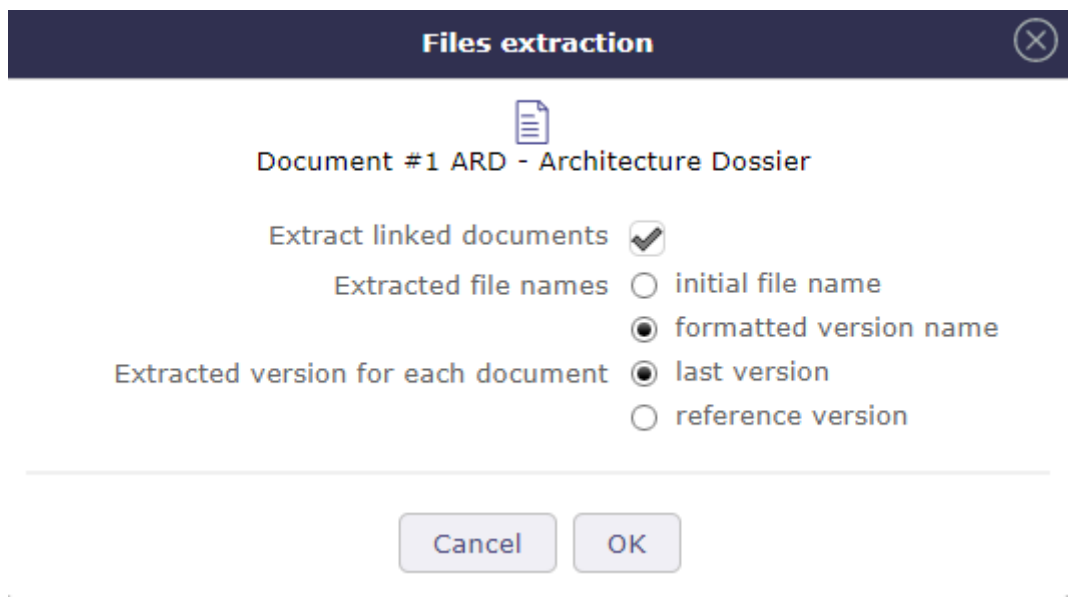 Files extraction
Document #1 ARD - Architecture Dossier
Extract linked documents
Extracted file names initial file name
formatted version name
Extracted version for each document last version
reference version
Cancel OK